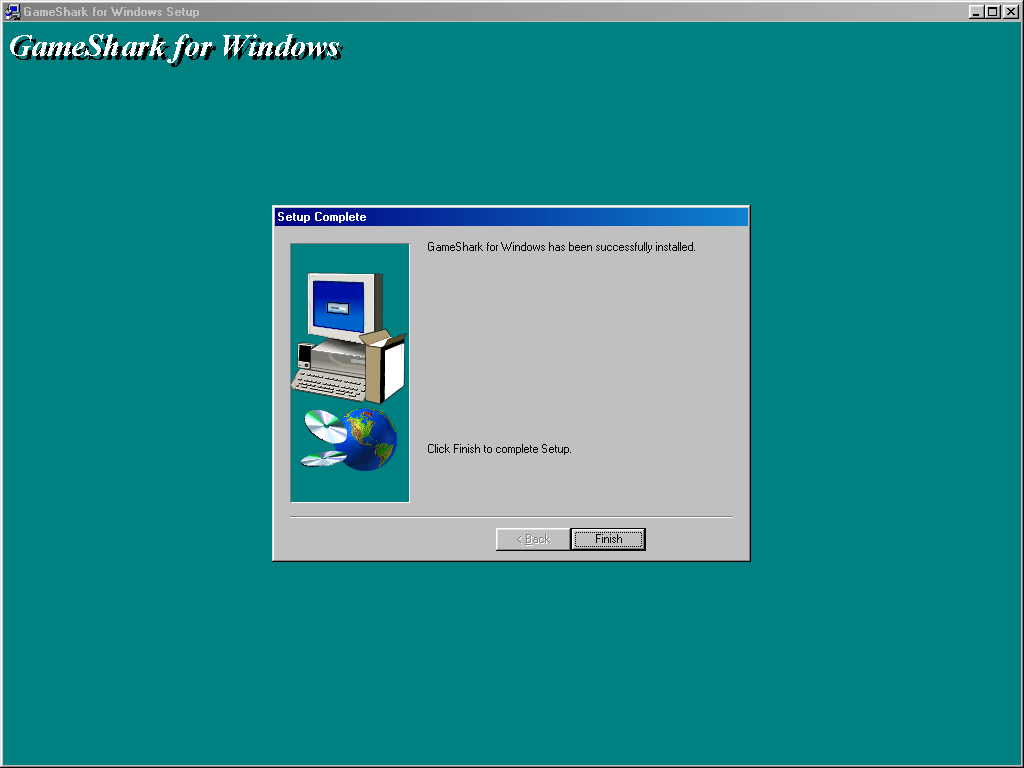 GameShark for Windows Setup
GameShark for Windows
Setup Complete
GameShark for Windows has been successfully installed.
Click Finish to complete Setup.
< Back
Finish